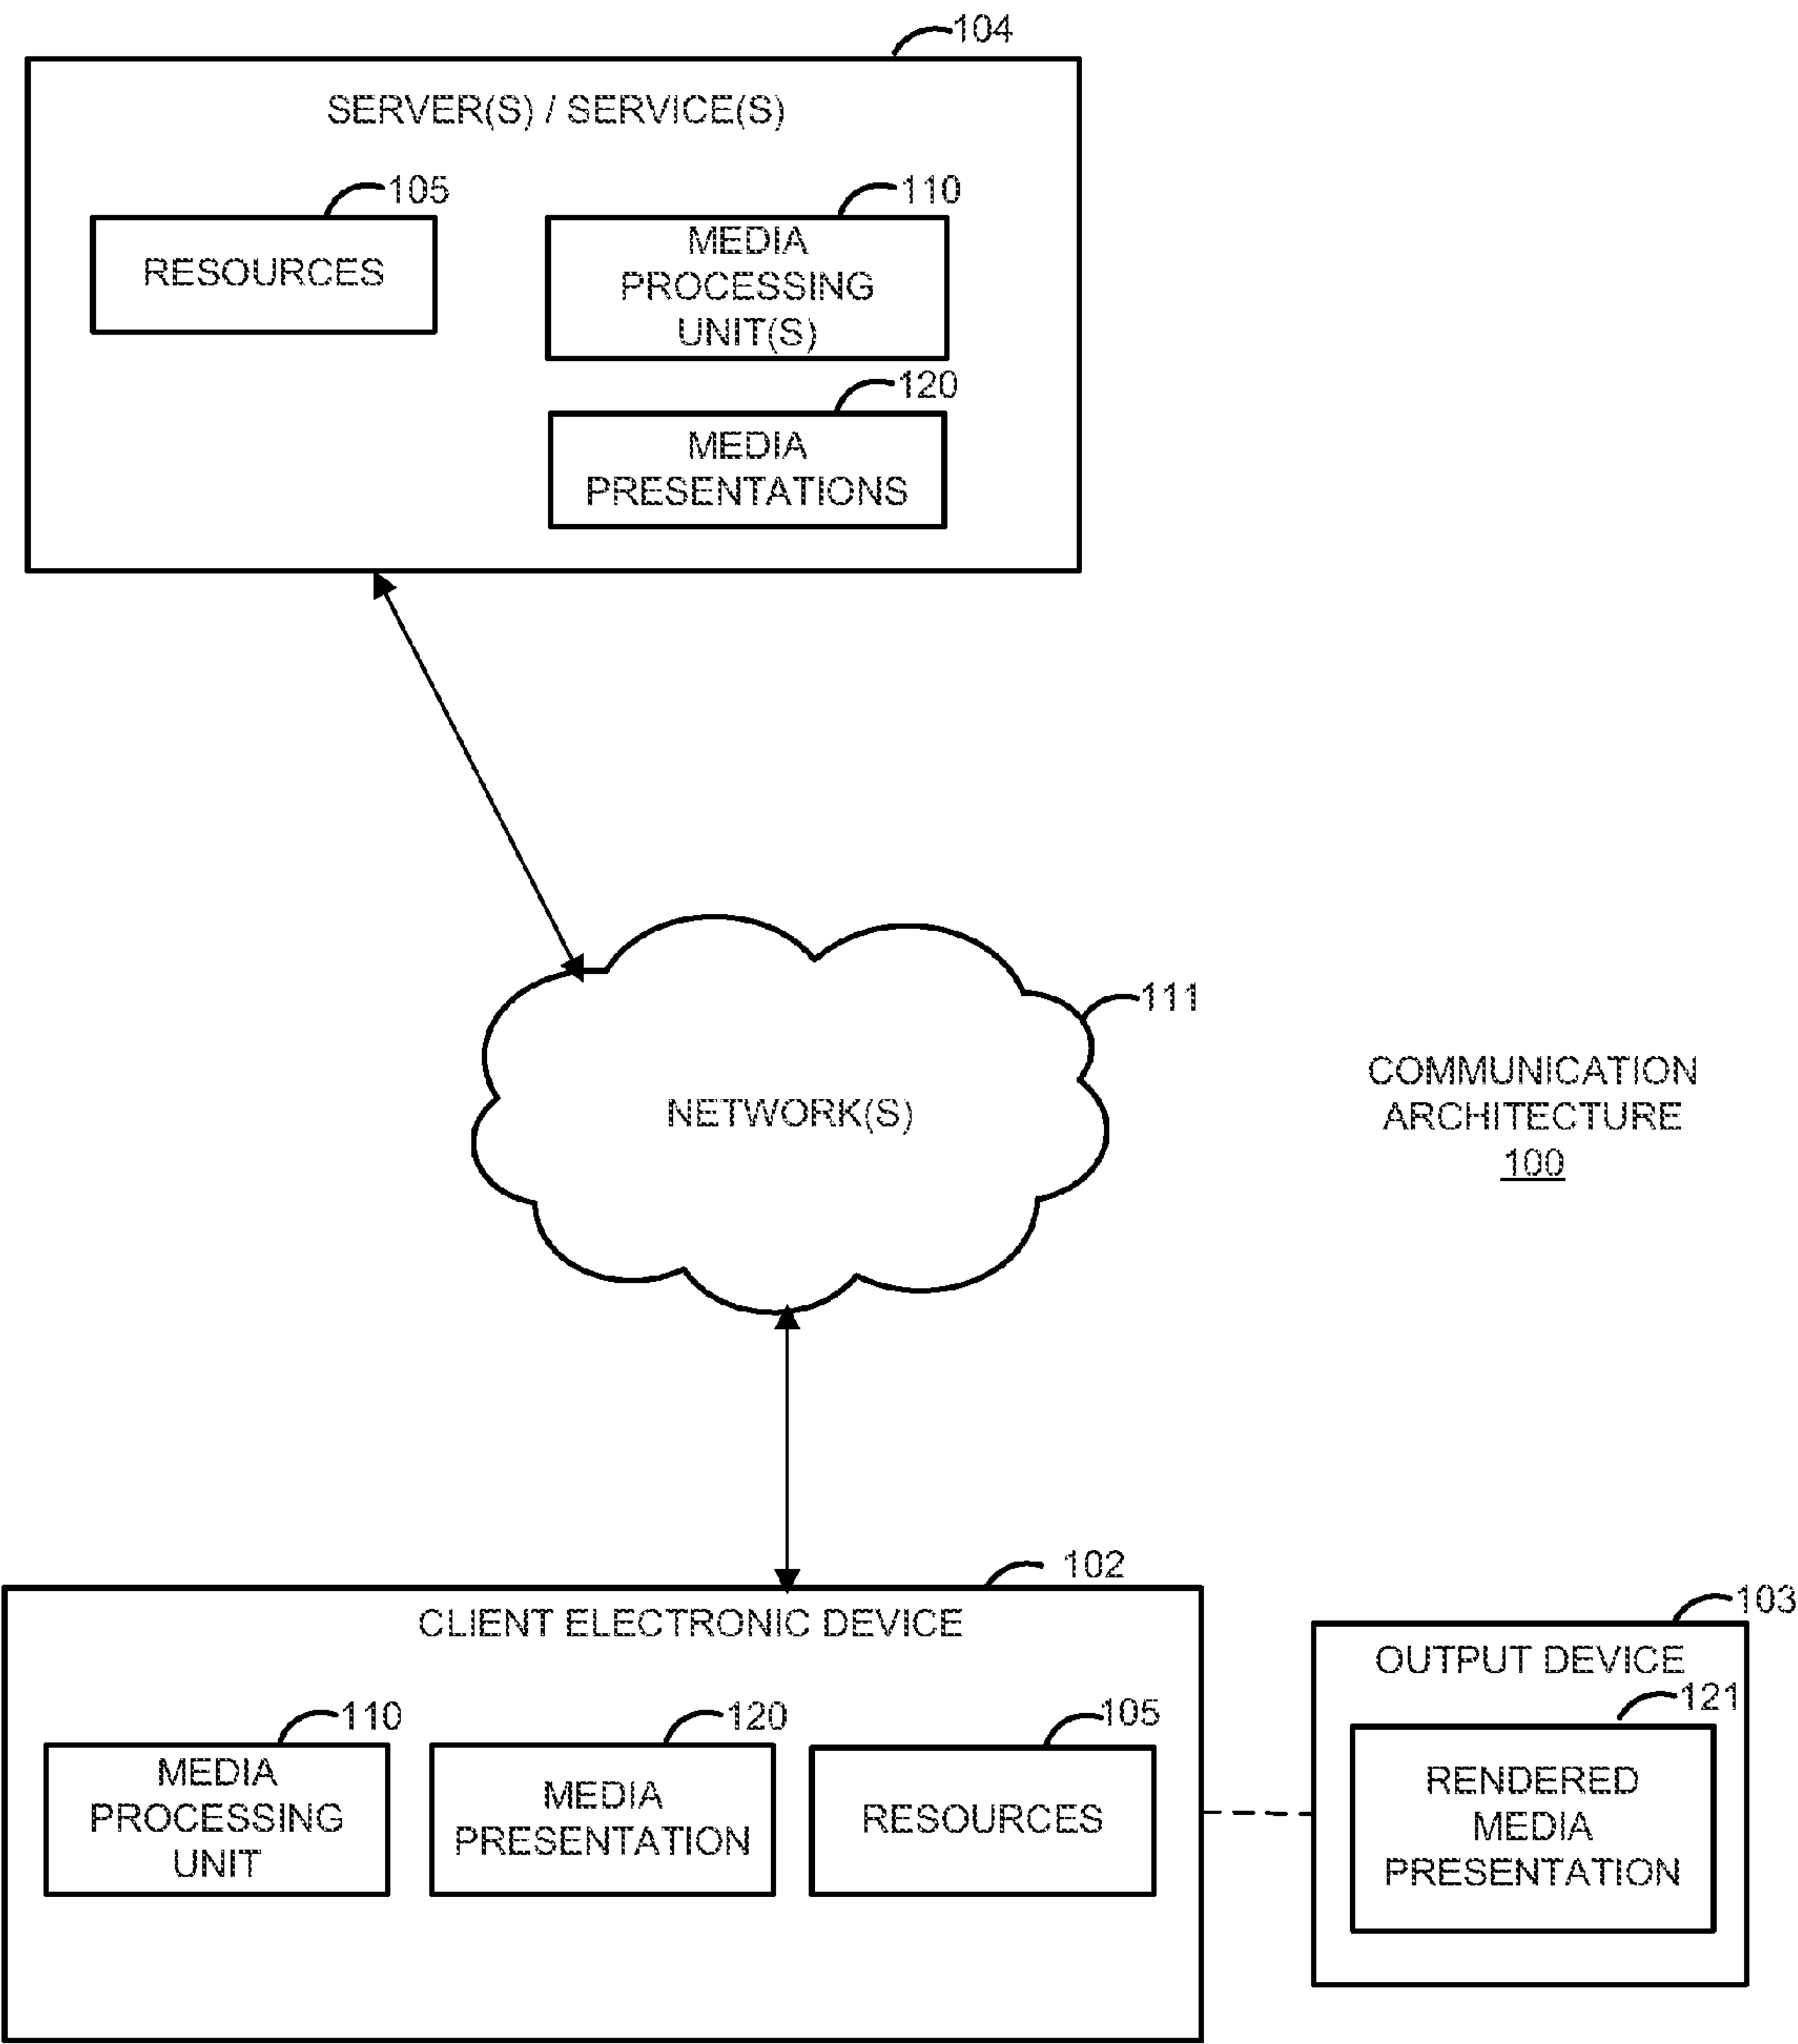 104
SERVER(S) / SERVICE(S)
105
110
RESOURCES
MEDIA
PROCESSING
UNIT(S)
120
MEDIA
PRESENTATIONS
111
NETWORK(S)
COMMUNICATION
ARCHITECTURE
100
102
CLIENT ELECTRONIC DEVICE
110
120
105
MEDIA
PROCESSING
UNIT
MEDIA
PRESENTATION
RESOURCES
103
OUTPUT DEVICE
121
RENDERED
MEDIA
PRESENTATION